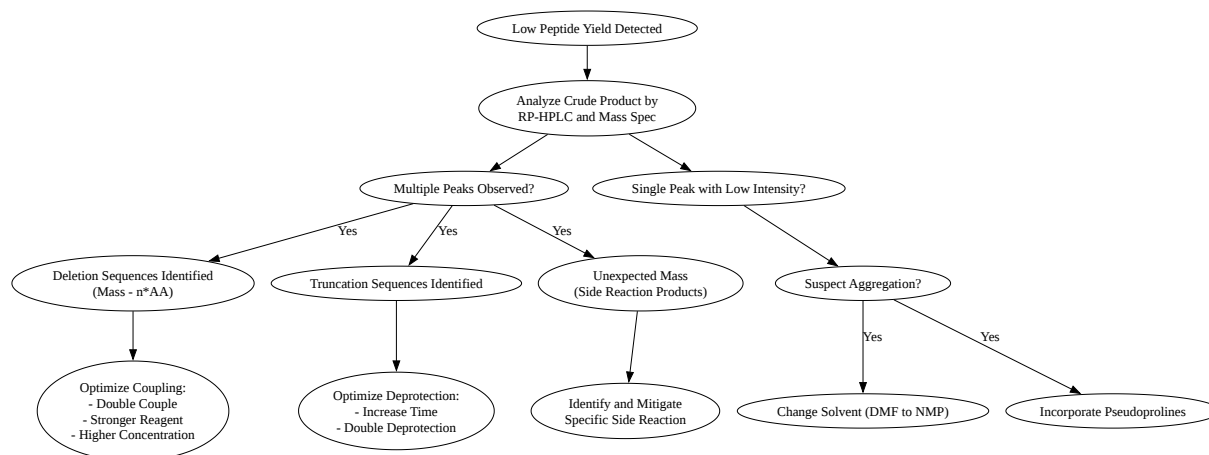 Low Peptide Yield Detected
Analyze Crude Product by
RP-HPLC and Mass Spec
Multiple Peaks Observed?
Single Peak with Low Intensity?
Yes
Yes
Yes
Deletion Sequences Identified
(Mass - n*AA)
Truncation Sequences Identified
Unexpected Mass
(Side Reaction Products)
Suspect Aggregation?
Yes
Yes
Optimize Coupling:
- Double Couple
- Stronger Reagent
- Higher Concentration
Optimize Deprotection:
- Increase Time
- Double Deprotection
Identify and Mitigate
Specific Side Reaction
Change Solvent (DMF to NMP)
Incorporate Pseudoprolines